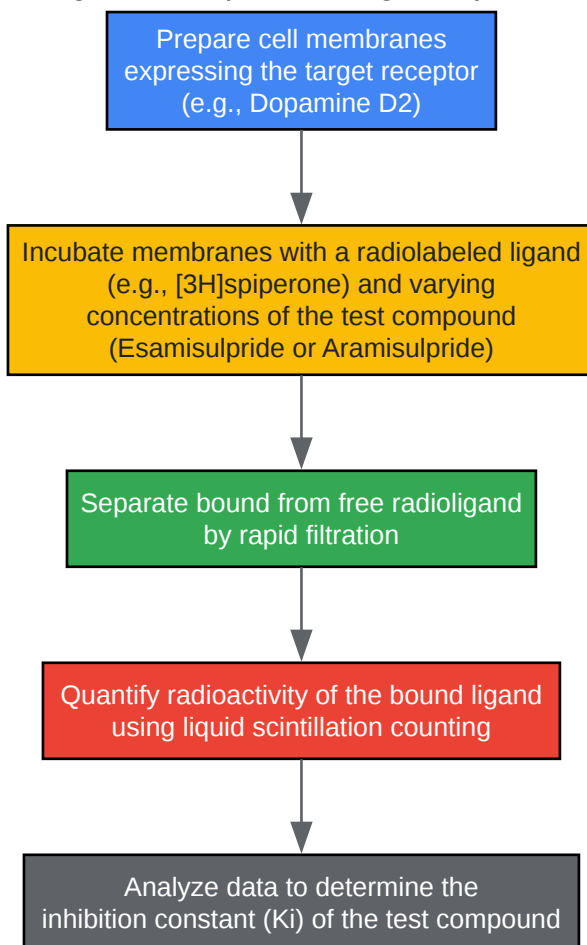 Prepare cell membranes
expressing the target receptor
(e.g., Dopamine D2)
Incubate membranes with a radiolabeled ligand
(e.g., [3H]spiperone) and varying
concentrations of the test compound
(Esamisulpride or Aramisulpride)
Separate bound from free radioligand
by rapid filtration
Quantify radioactivity of the bound ligand
using liquid scintillation counting
Analyze data to determine the
inhibition constant (Ki) of the test compound